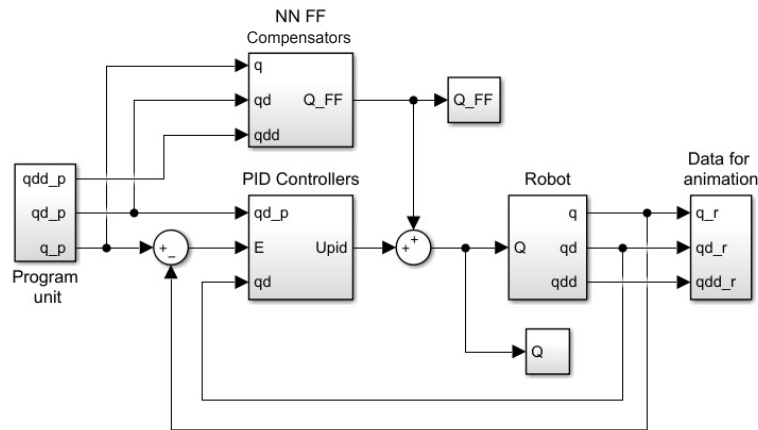 NN FF
Compensators
q
qd
Q_FF
qdd
Q_FF
qdd_p
qd_p
q_p
Program
unit
PID Controllers
qd_p
E
Upid
qd
+
−
+
+
Robot
Q
q
qd
qdd
Data for
animation
q_r
qd_r
qdd_r
Q